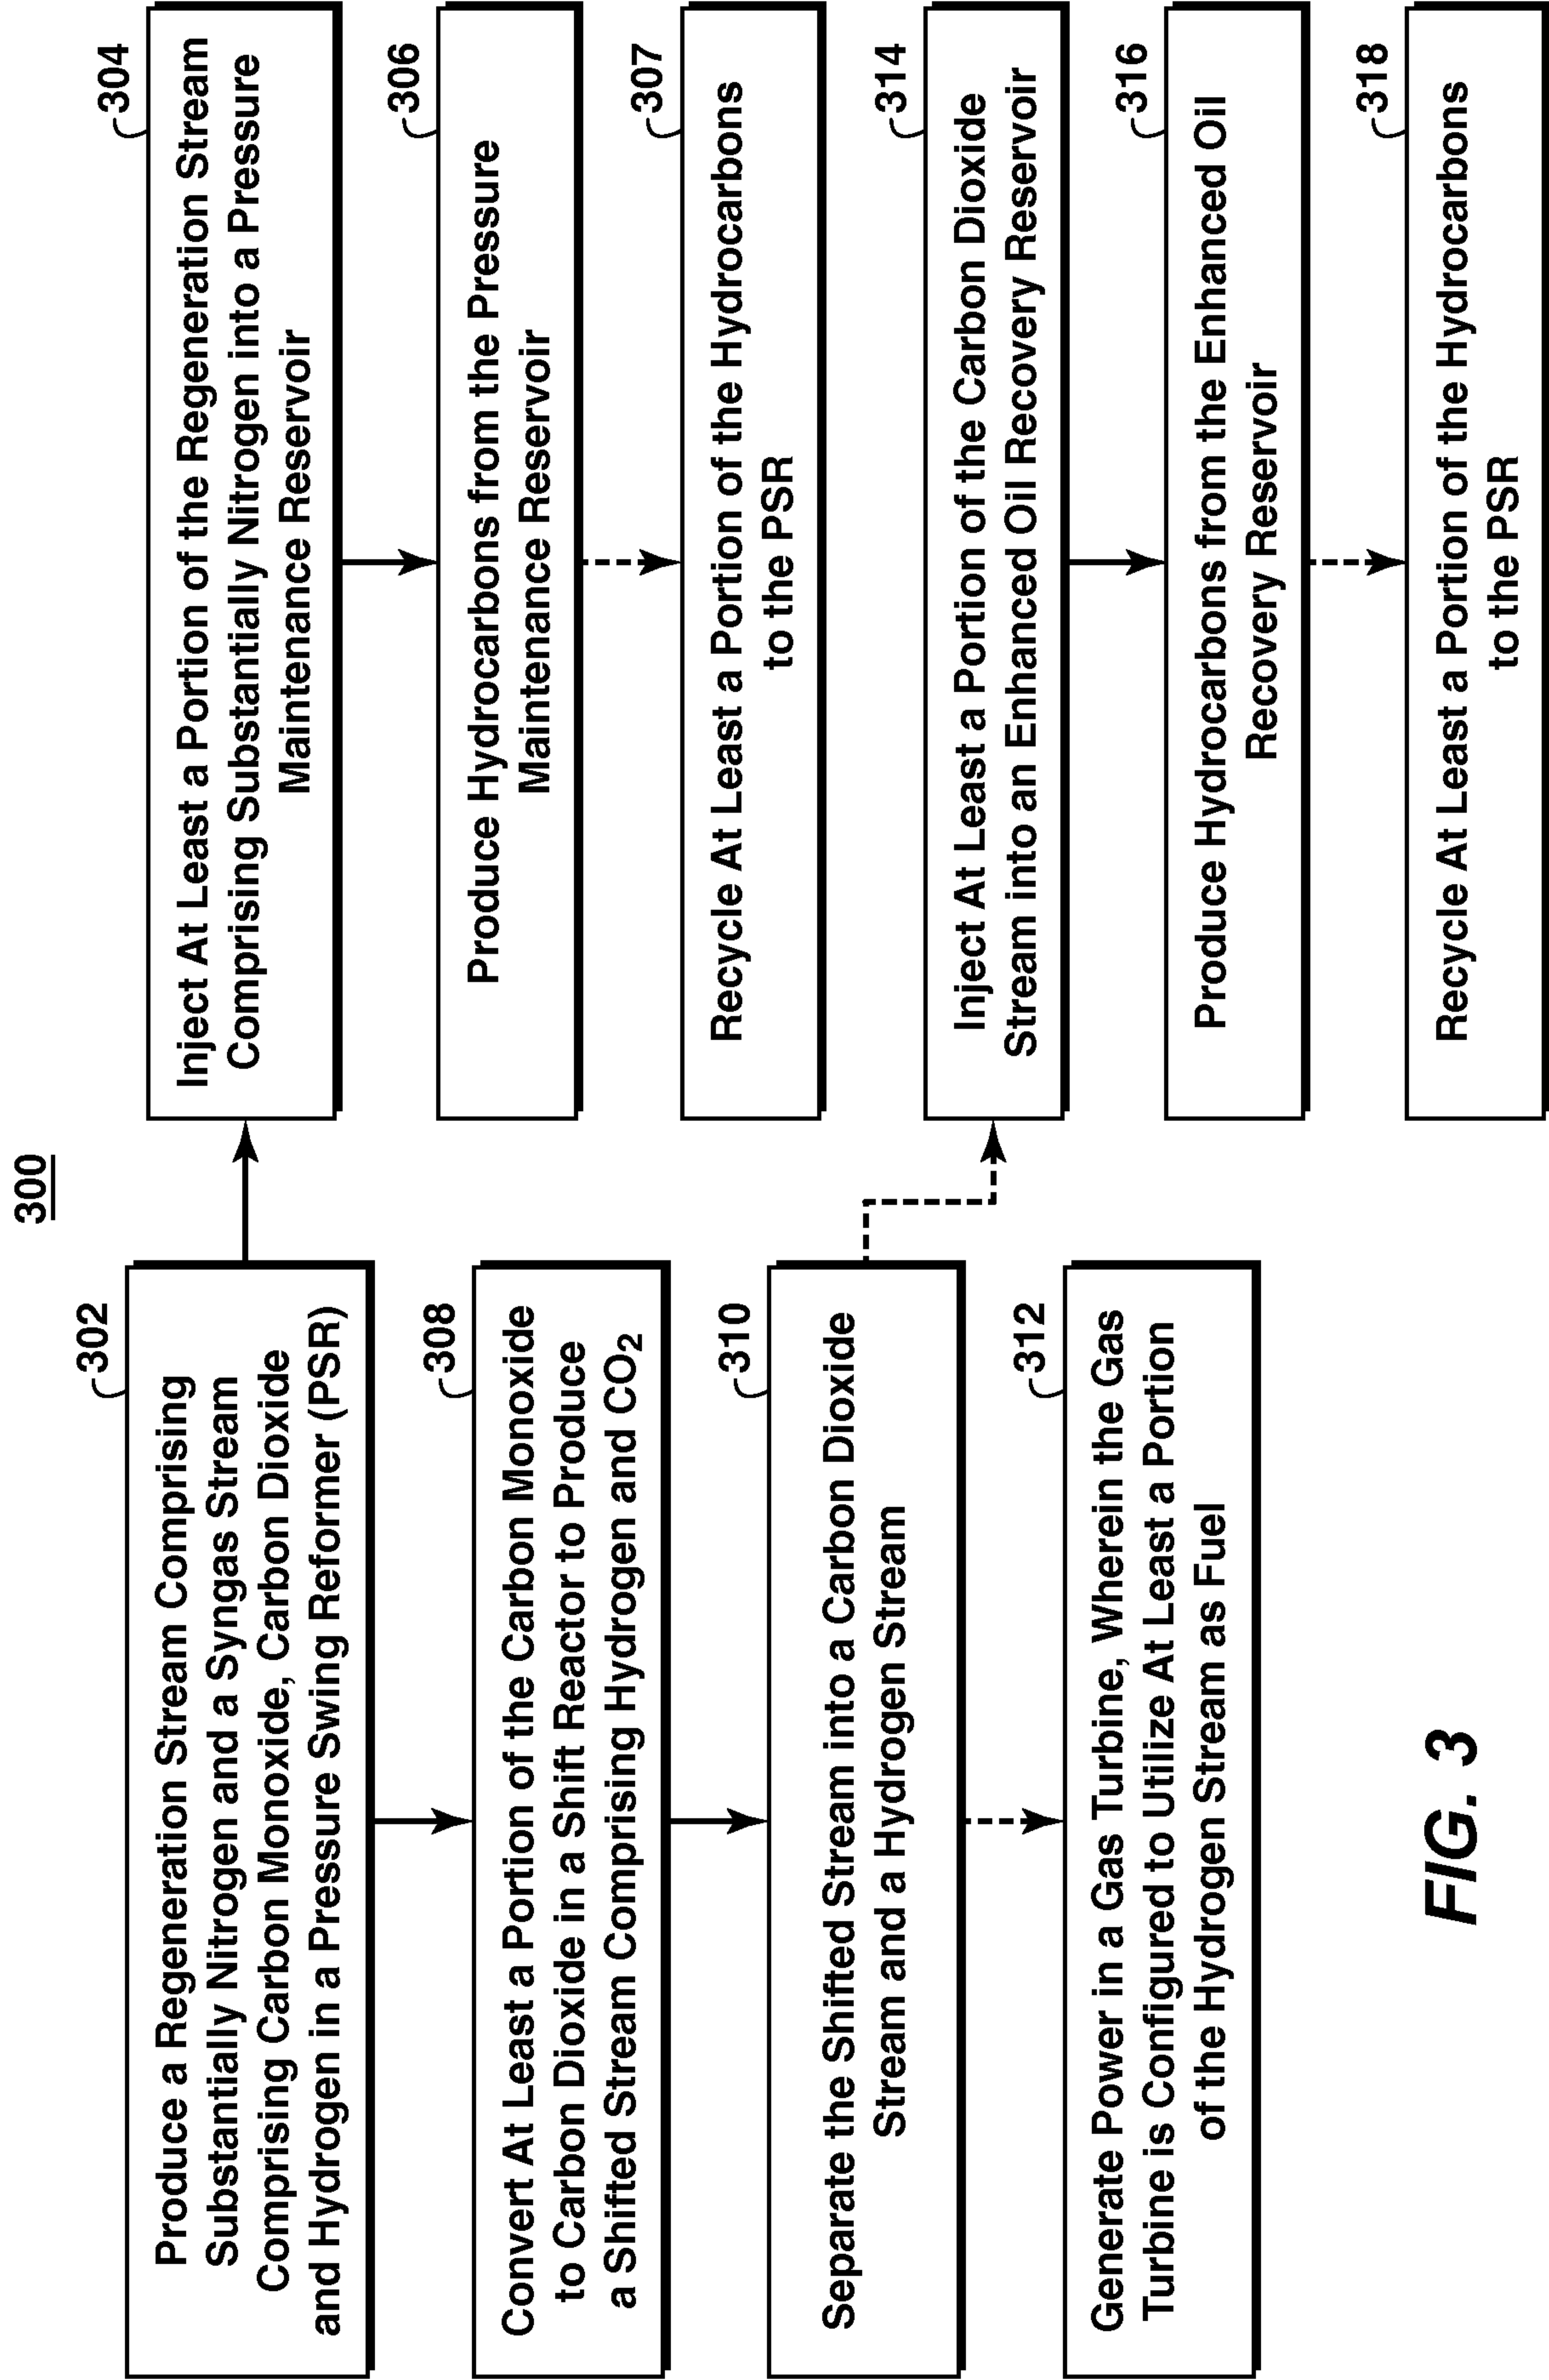 300
302
Produce a Regeneration Stream Comprising
Substantially Nitrogen and a Syngas Stream
Comprising Carbon Monoxide, Carbon Dioxide
and Hydrogen in a Pressure Swing Reformer (PSR)
308
Convert At Least a Portion of the Carbon Monoxide
to Carbon Dioxide in a Shift Reactor to Produce
a Shifted Stream Comprising Hydrogen and CO2
310
Separate the Shifted Stream into a Carbon Dioxide
Stream and a Hydrogen Stream
312
Generate Power in a Gas Turbine, Wherein the Gas
Turbine is Configured to Utilize At Least a Portion
of the Hydrogen Stream as Fuel
304
Inject At Least a Portion of the Regeneration Stream
Comprising Substantially Nitrogen into a Pressure
Maintenance Reservoir
306
Produce Hydrocarbons from the Pressure
Maintenance Reservoir
307
Recycle At Least a Portion of the Hydrocarbons
to the PSR
314
Inject At Least a Portion of the Carbon Dioxide
Stream into an Enhanced Oil Recovery Reservoir
316
Produce Hydrocarbons from the Enhanced Oil
Recovery Reservoir
318
Recycle At Least a Portion of the Hydrocarbons
to the PSR
FIG. 3